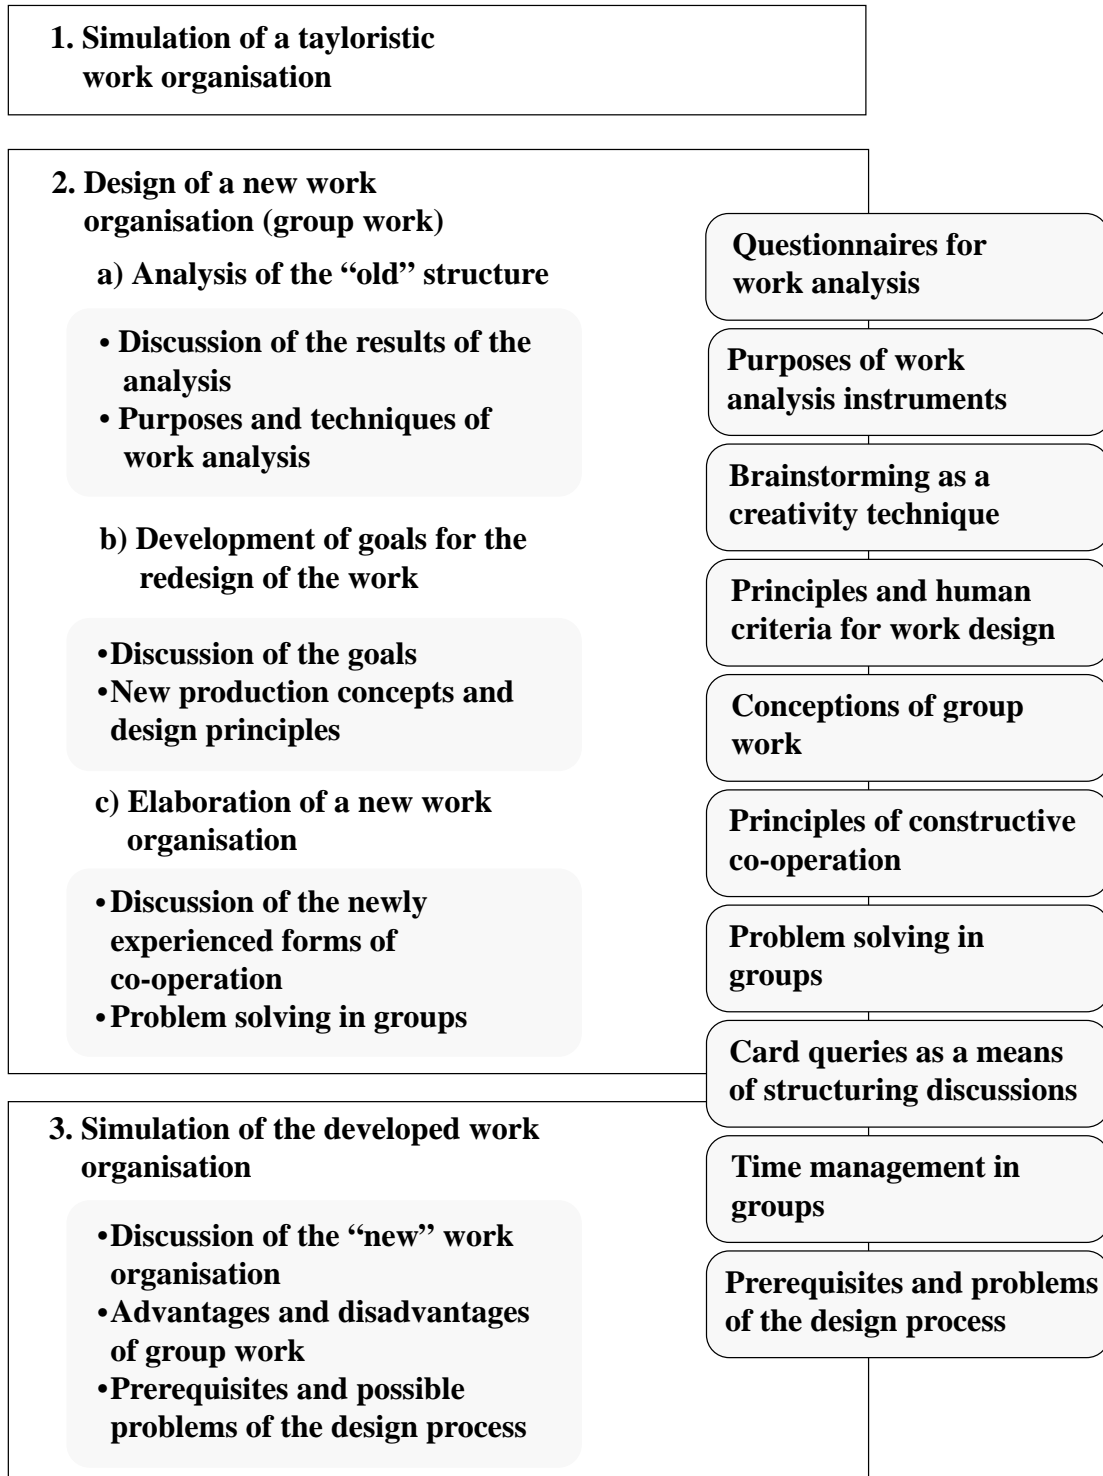 1. Simulation of a tayloristic
work organisation
2. Design of a new work
organisation (group work)
a) Analysis of the “old” structure
• Discussion of the results of the
analysis
• Purposes and techniques of
work analysis
b) Development of goals for the
redesign of the work
•Discussion of the goals
•New production concepts and
design principles
c) Elaboration of a new work
organisation
•Discussion of the newly
experienced forms of
co-operation
•Problem solving in groups
3. Simulation of the developed work
organisation
•Discussion of the “new” work
organisation
•Advantages and disadvantages
of group work
•Prerequisites and possible
problems of the design process
Questionnaires for
work analysis
Purposes of work
analysis instruments
Brainstorming as a
creativity technique
Principles and human
criteria for work design
Conceptions of group
work
Principles of constructive
co-operation
Problem solving in
groups
Card queries as a means
of structuring discussions
Time management in
groups
Prerequisites and problems
of the design process